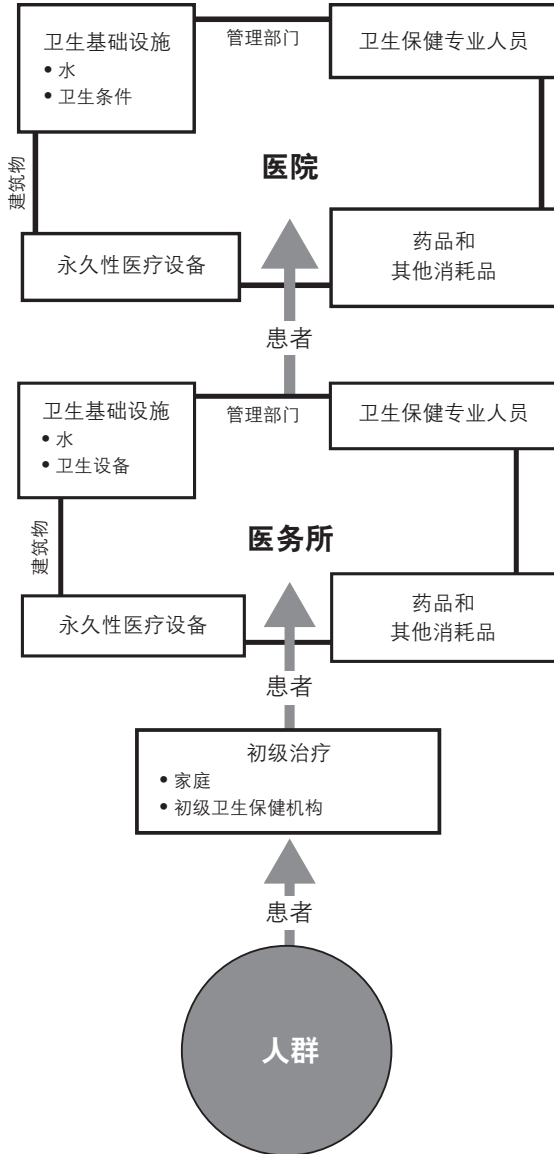 卫生基础设施
• 水
• 卫生条件
管理部门
卫生保健专业人员
建筑物
医院
永久性医疗设备
药品和
其他消耗品
患者
卫生基础设施
• 水
• 卫生设备
管理部门
卫生保健专业人员
建筑物
医务所
永久性医疗设备
药品和
其他消耗品
患者
初级治疗
• 家庭
• 初级卫生保健机构
患者
人群